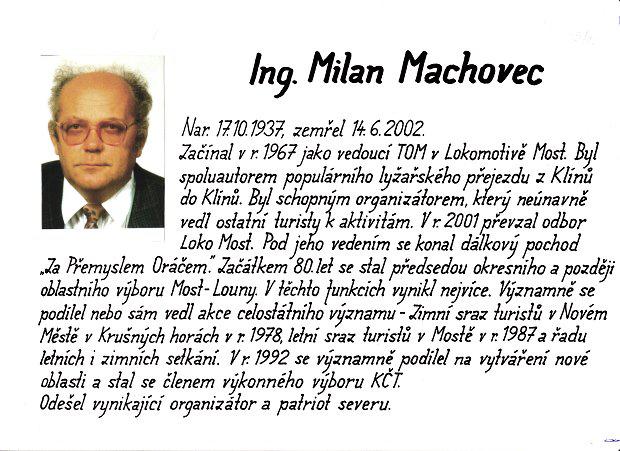 Ing. Milan Machovec
Nar. 17.10.1937, zemřel 14.6.2002.
Začínal v r. 1967 jako vedoucí TOM v Lokomotivě Most. Byl
spoluautorem populárního lyžařského přejezdu z Klínů
do Klínů. Byl schopným organizátorem, který neúnavně
vedl ostatní turisty k aktivitám. V r. 2001 převzal odbor
Loko Most. Pod jeho vedením se konal dálkový pochod
„Za Přemyslem Oráčem." Začátkem 80. let se stal předsedou okresního a později
oblastního výboru Most-Louny. V těchto funkcích vynikl nejvíce. Významně se
podílel nebo sám vedl akce celostátního významu - Zimní sraz turistů v Novém
Městě v Krušných horách v r. 1978, letní sraz turistů v Mostě v r. 1987 a řadu
letních i zimních setkání. V r. 1992 se významně podílel na vytváření nové
oblasti a stal se členem výkonného výboru KČT.
Odešel vynikající organizátor a patriot severu.